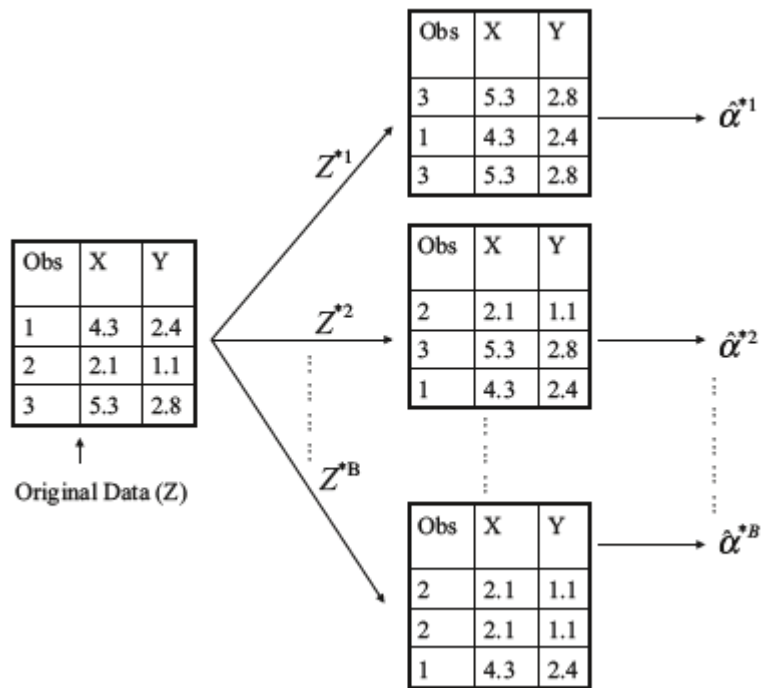 Obs X Y
3 5.3 2.8
1 4.3 2.4
3 5.3 2.8
α̂*1
Z*1
Obs X Y
1 4.3 2.4
2 2.1 1.1
3 5.3 2.8
Original Data (Z)
Z*2
Obs X Y
2 2.1 1.1
3 5.3 2.8
1 4.3 2.4
α̂*2
Z*B
Obs X Y
2 2.1 1.1
2 2.1 1.1
1 4.3 2.4
α̂*B